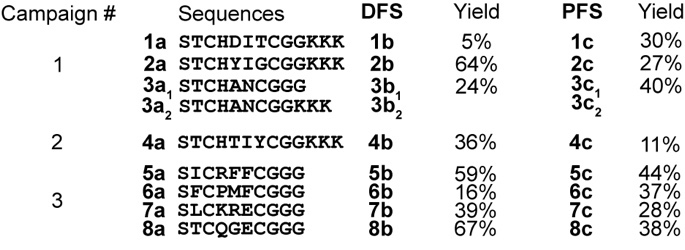 Campaign # Sequences DFS Yield PFS Yield
1a STCHDITCGGKKK 1b 5% 1c 30%
1 2a STCHYIGCGGKKK 2b 64% 2c 27%
3a1 STCHANCGGG 3b1 24% 3c1 40%
3a2 STCHANCGGKKK 3b2 3c2
2 4a STCHTIYCGGKKK 4b 36% 4c 11%
5a SICRFFCGGG 5b 59% 5c 44%
3 6a SFCPMFCGGG 6b 16% 6c 37%
7a SLCKRECGGG 7b 39% 7c 28%
8a STCQGECGGG 8b 67% 8c 38%